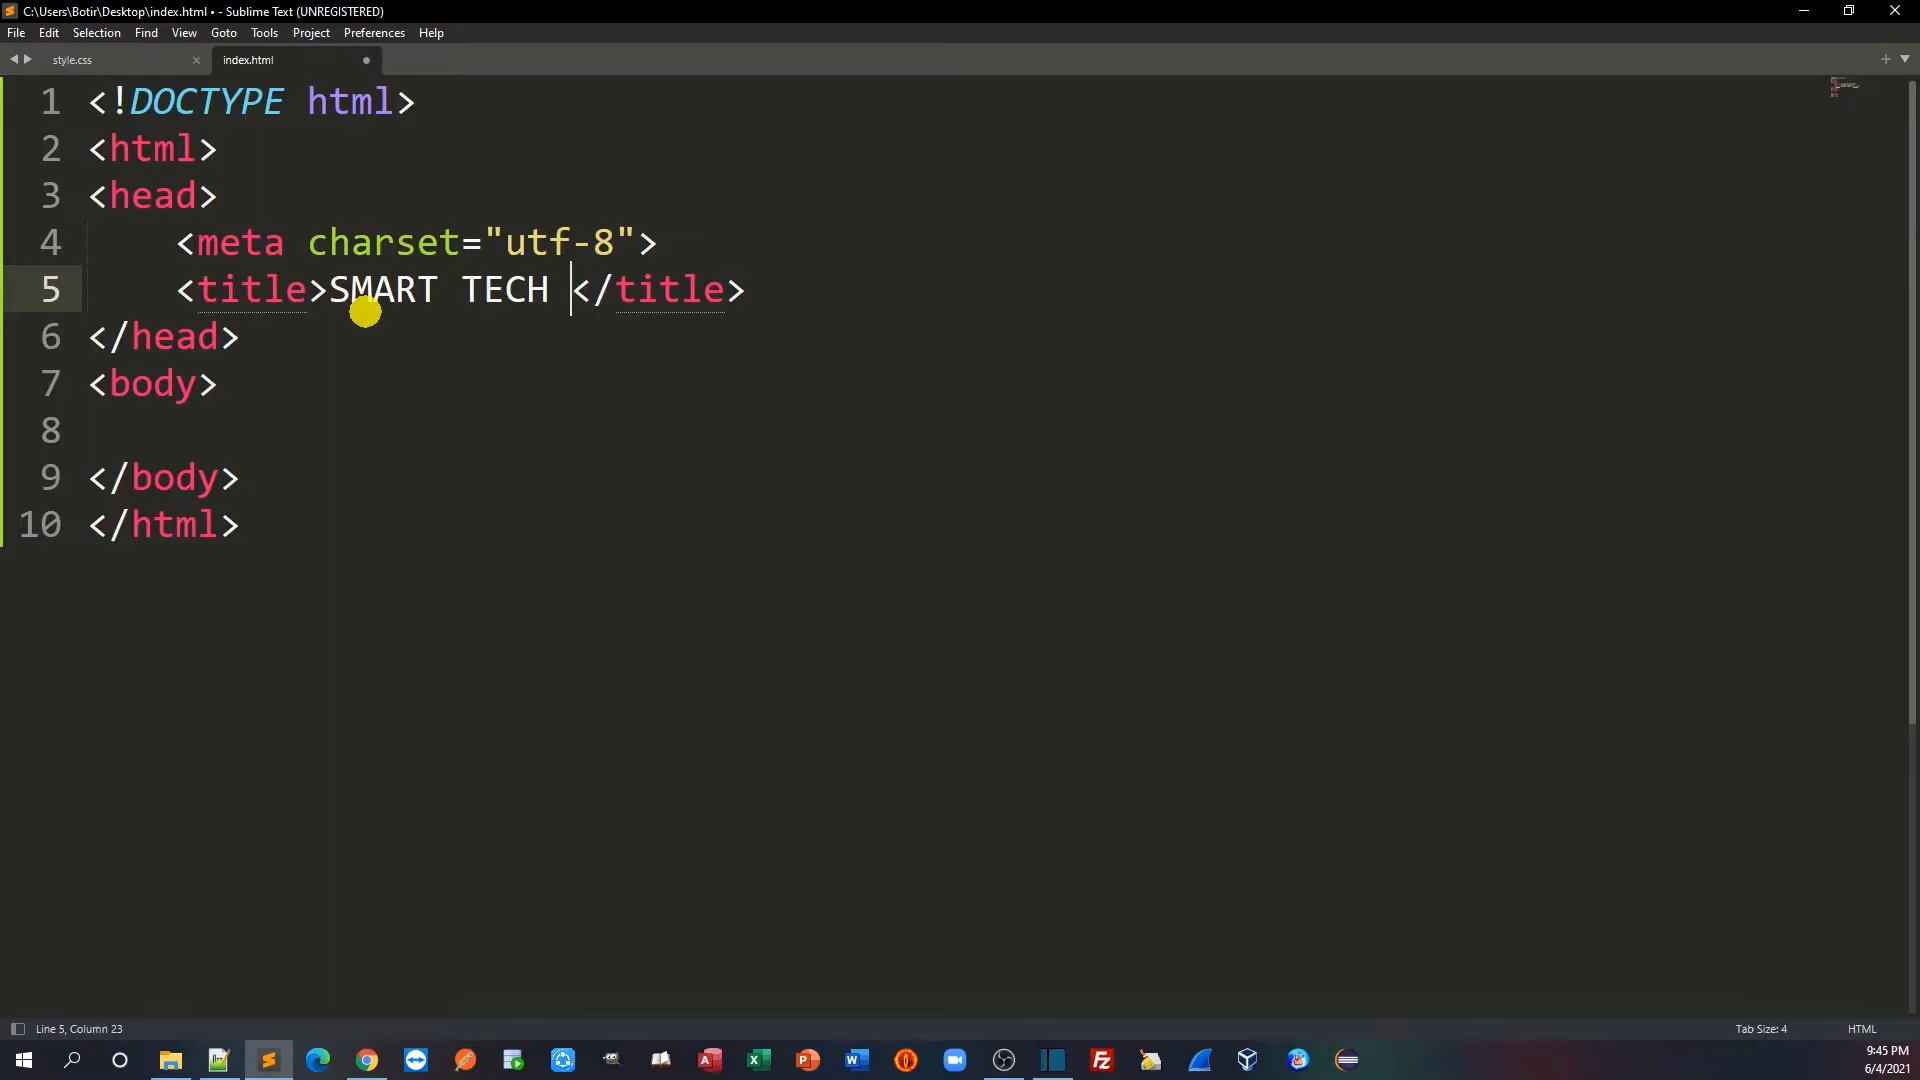 C:\Users\Botir\Desktop\index.html • - Sublime Text (UNREGISTERED)
File Edit Selection Find View Goto Tools Project Preferences Help
style.css × index.html
1 <!DOCTYPE html>
2 <html>
3 <head>
4 <meta charset="utf-8">
5 <title>SMART TECH </title>
6 </head>
7 <body>
8
9 </body>
10 </html>
Line 5, Column 23 Tab Size: 4 HTML
9:45 PM
6/4/2021